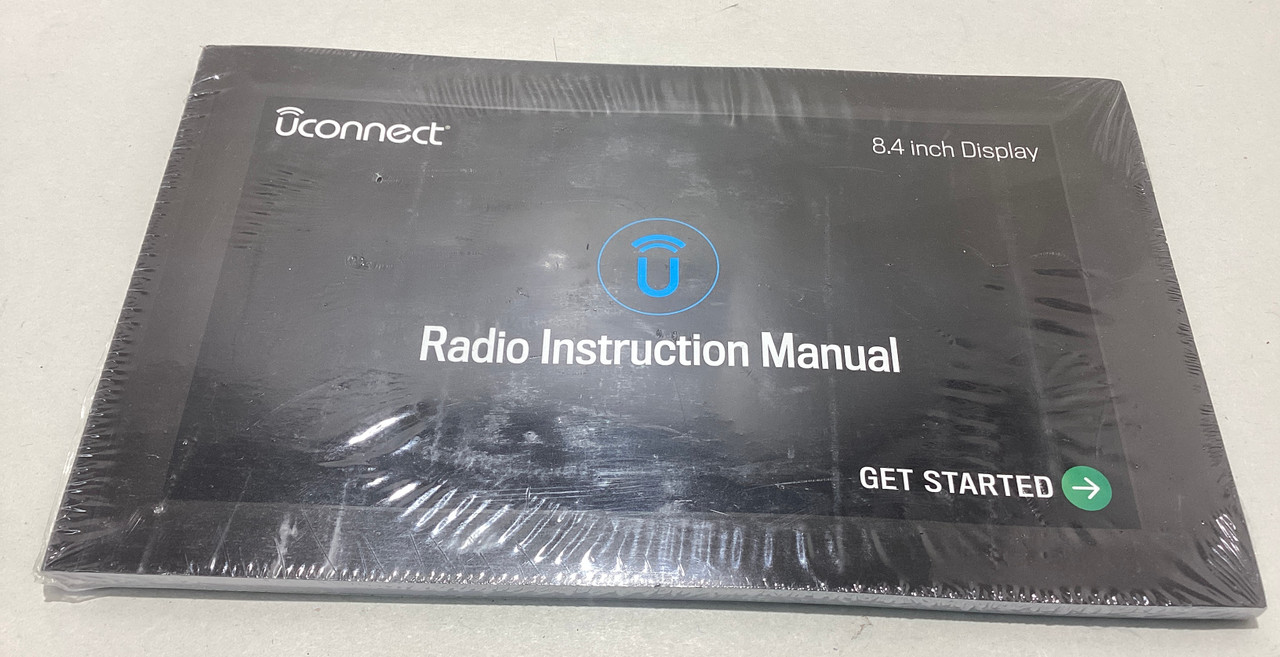 uconnect
8.4 inch Display
U
Radio Instruction Manual
GET STARTED